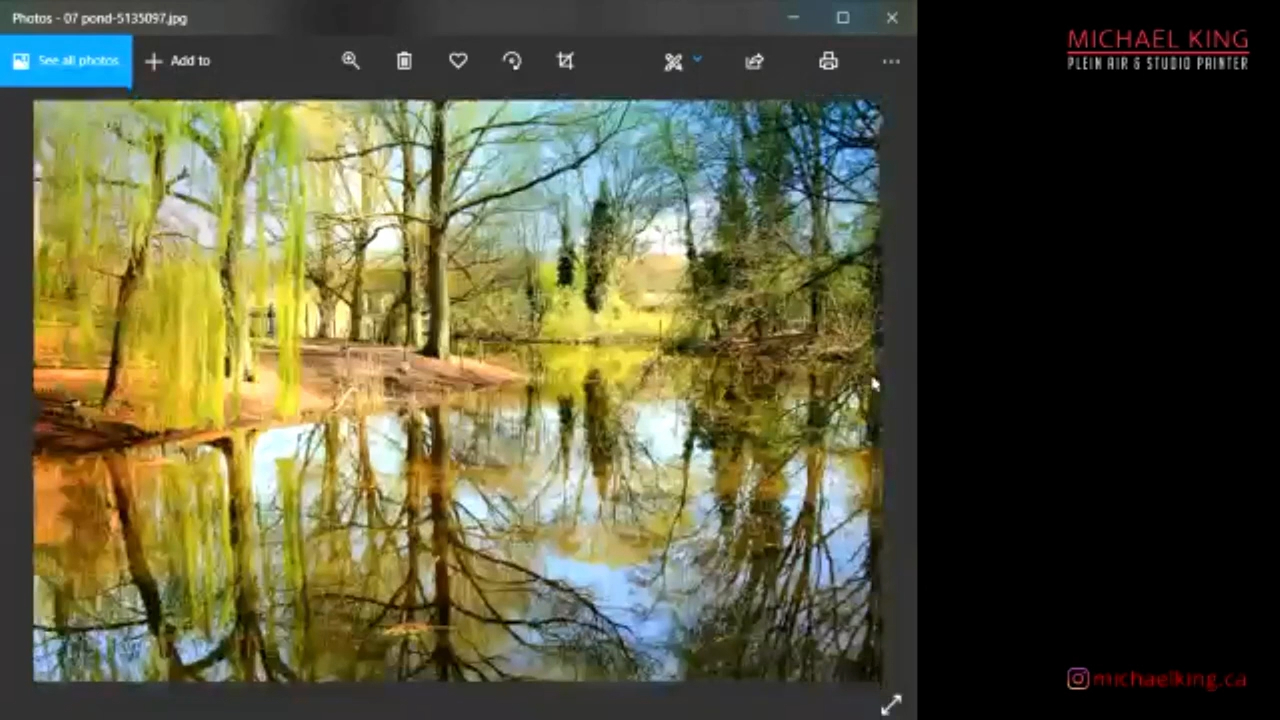 Photos - 07 pond-5135097.jpg
See all photos
Add to
MICHAEL KING
PLEIN AIR & STUDIO PAINTER
michaelking.ca